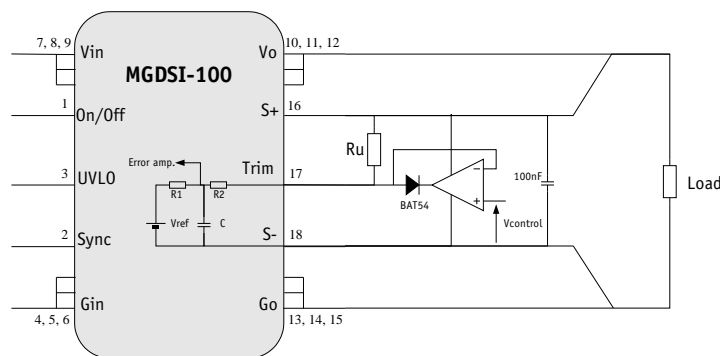 7, 8, 9
Vin
Vo
10, 11, 12
MGDSI-100
1
On/Off
S+
16
Ru
Error amp.
Trim
17
3
UVLO
R1
R2
BAT54
100nF
Load
Vref
C
Vcontrol
2
Sync
S-
18
Gin
Go
4, 5, 6
13, 14, 15
−
+